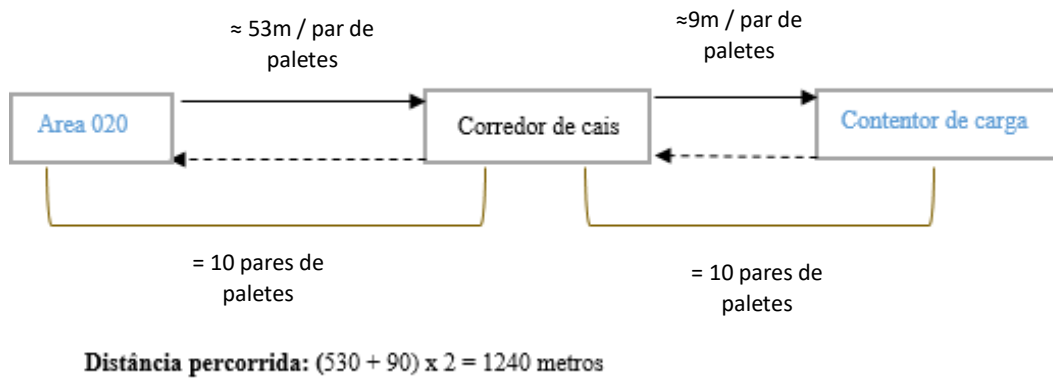 ≈ 53m / par de
paletes
≈9m / par de
paletes
Area 020
Corredor de cais
Contentor de carga
= 10 pares de
paletes
= 10 pares de
paletes
Distância percorrida: (530 + 90) x 2 = 1240 metros